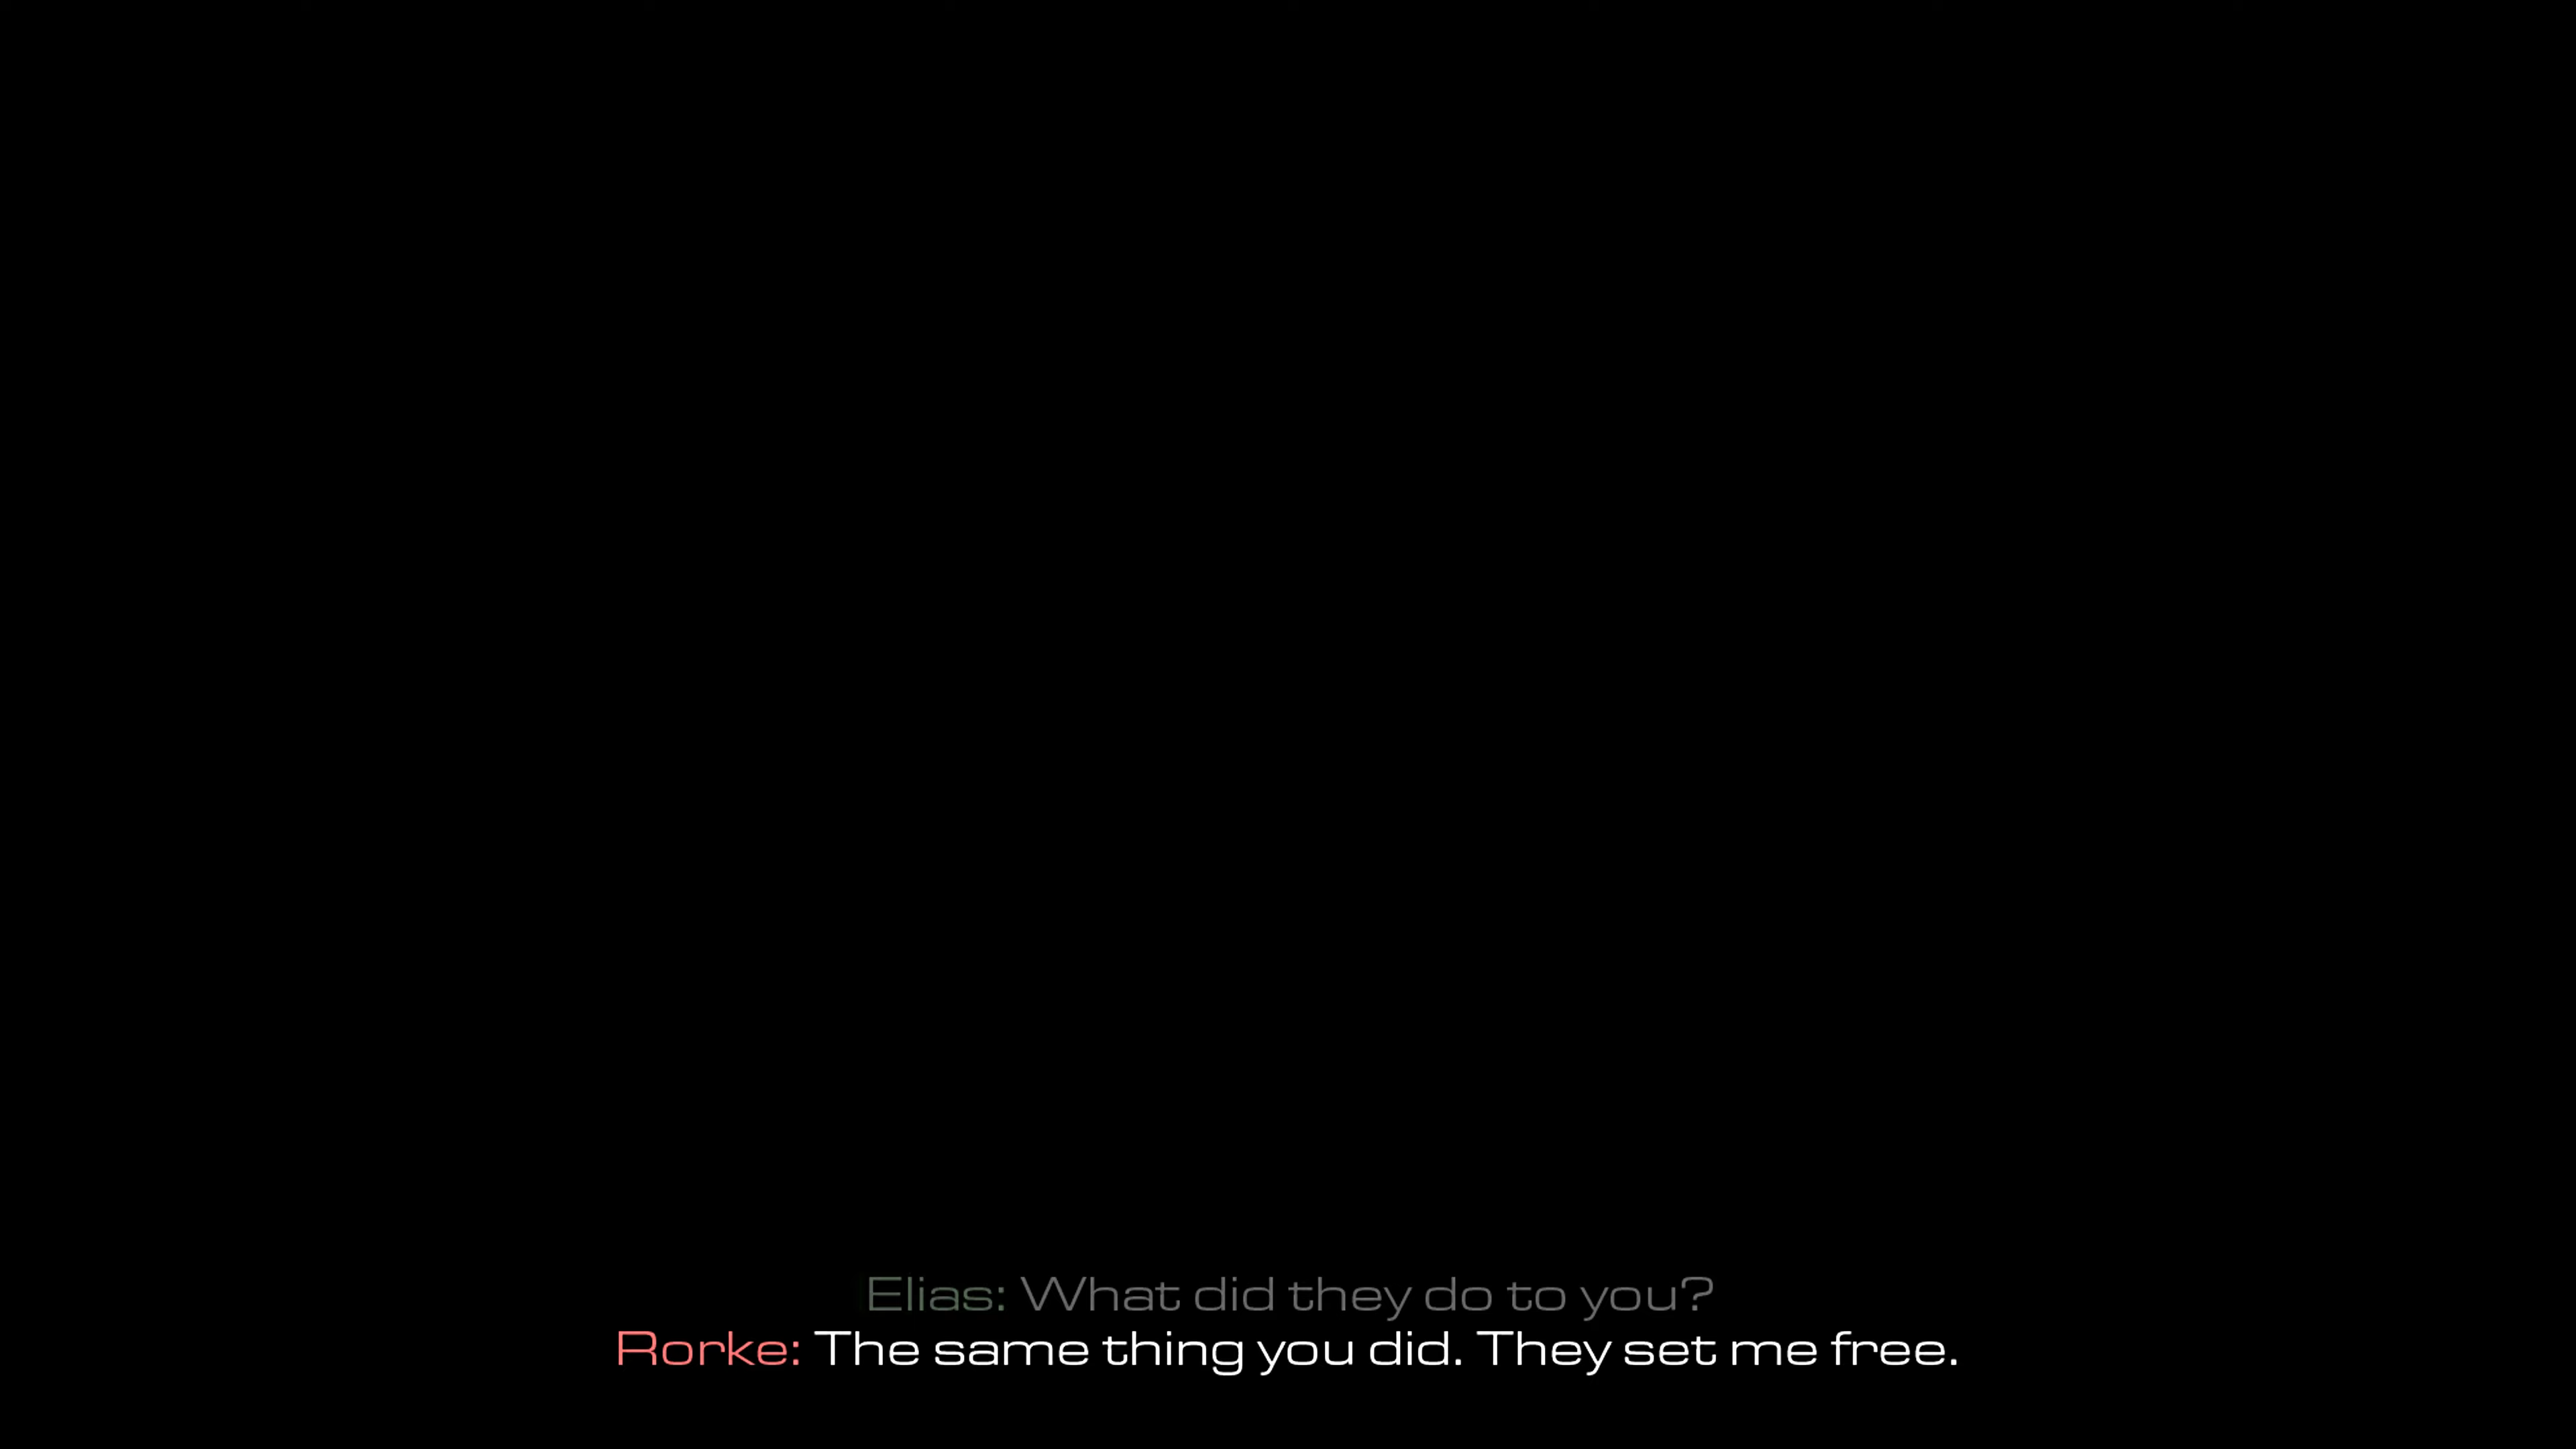 Elias: What did they do to you?
Rorke: The same thing you did. They set me free.